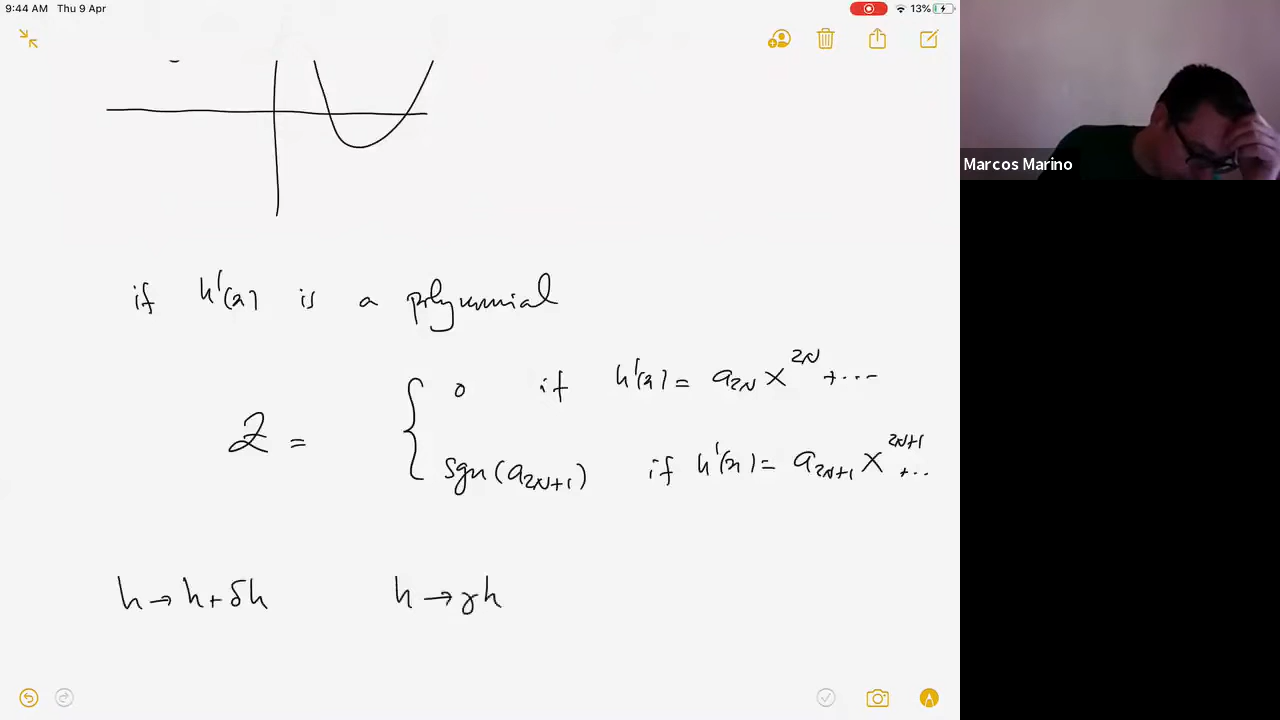 9:44 AM Thu 9 Apr
13%
Marcos Marino
if h'(x) is a polynomial
0 if h'(x) = a_{2N} x^{2N} + ....
Z = {
sgn(a_{2N+1}) if h'(x) = a_{2N+1} x^{2N+1} + ...
h → h + δh h → γh